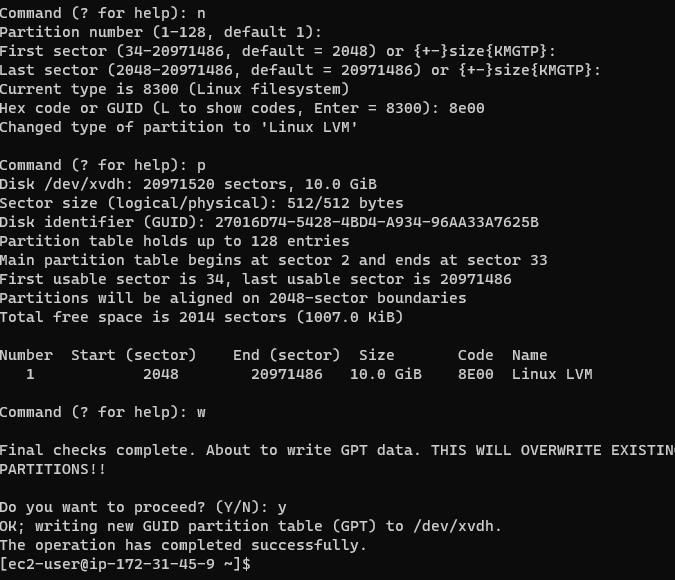 Command (? for help): n
Partition number (1-128, default 1):
First sector (34-20971486, default = 2048) or {+-}size{KMGTP}:
Last sector (2048-20971486, default = 20971486) or {+-}size{KMGTP}:
Current type is 8300 (Linux filesystem)
Hex code or GUID (L to show codes, Enter = 8300): 8e00
Changed type of partition to 'Linux LVM'
Command (? for help): p
Disk /dev/xvdh: 20971520 sectors, 10.0 GiB
Sector size (logical/physical): 512/512 bytes
Disk identifier (GUID): 27016D74-5428-4BD4-A934-96AA33A7625B
Partition table holds up to 128 entries
Main partition table begins at sector 2 and ends at sector 33
First usable sector is 34, last usable sector is 20971486
Partitions will be aligned on 2048-sector boundaries
Total free space is 2014 sectors (1007.0 KiB)
Number  Start (sector)    End (sector)  Size       Code  Name
   1            2048        20971486   10.0 GiB    8E00  Linux LVM
Command (? for help): w
Final checks complete. About to write GPT data. THIS WILL OVERWRITE EXISTIN
PARTITIONS!!
Do you want to proceed? (Y/N): y
OK; writing new GUID partition table (GPT) to /dev/xvdh.
The operation has completed successfully.
[ec2-user@ip-172-31-45-9 ~]$